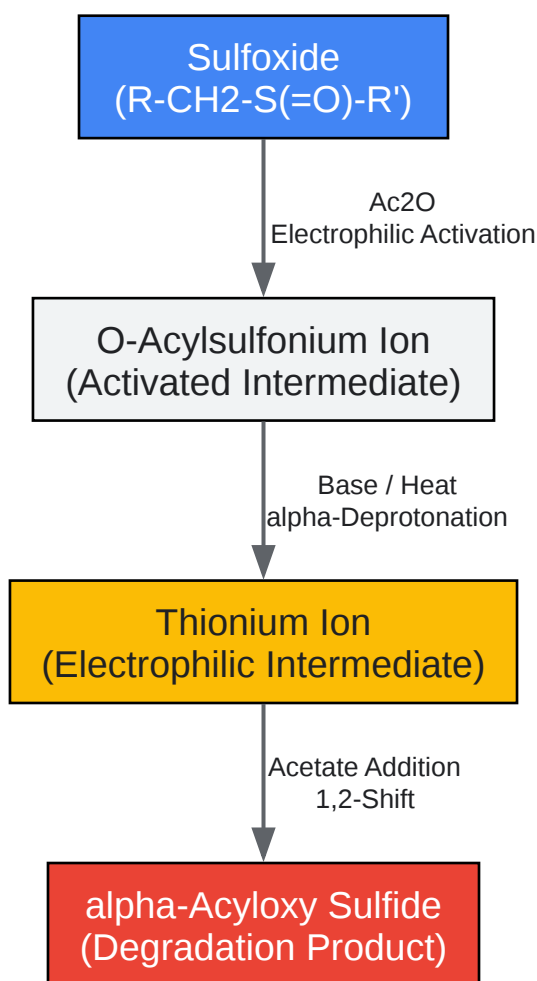 Sulfoxide
(R-CH2-S(=O)-R')
Ac2O
Electrophilic Activation
O-Acylsulfonium Ion
(Activated Intermediate)
Base / Heat
alpha-Deprotonation
Thionium Ion
(Electrophilic Intermediate)
Acetate Addition
1,2-Shift
alpha-Acyloxy Sulfide
(Degradation Product)